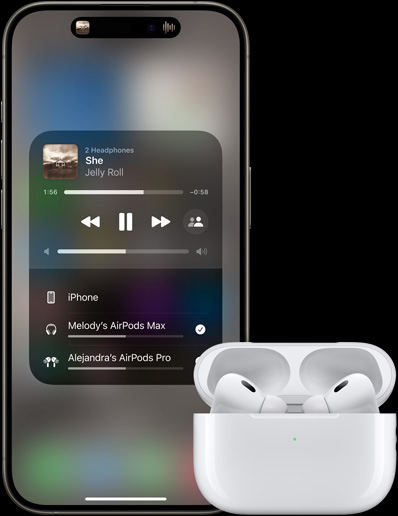 2 Headphones
She
Jelly Roll
1:56 -0:58
iPhone
Melody's AirPods Max
Alejandra's AirPods Pro